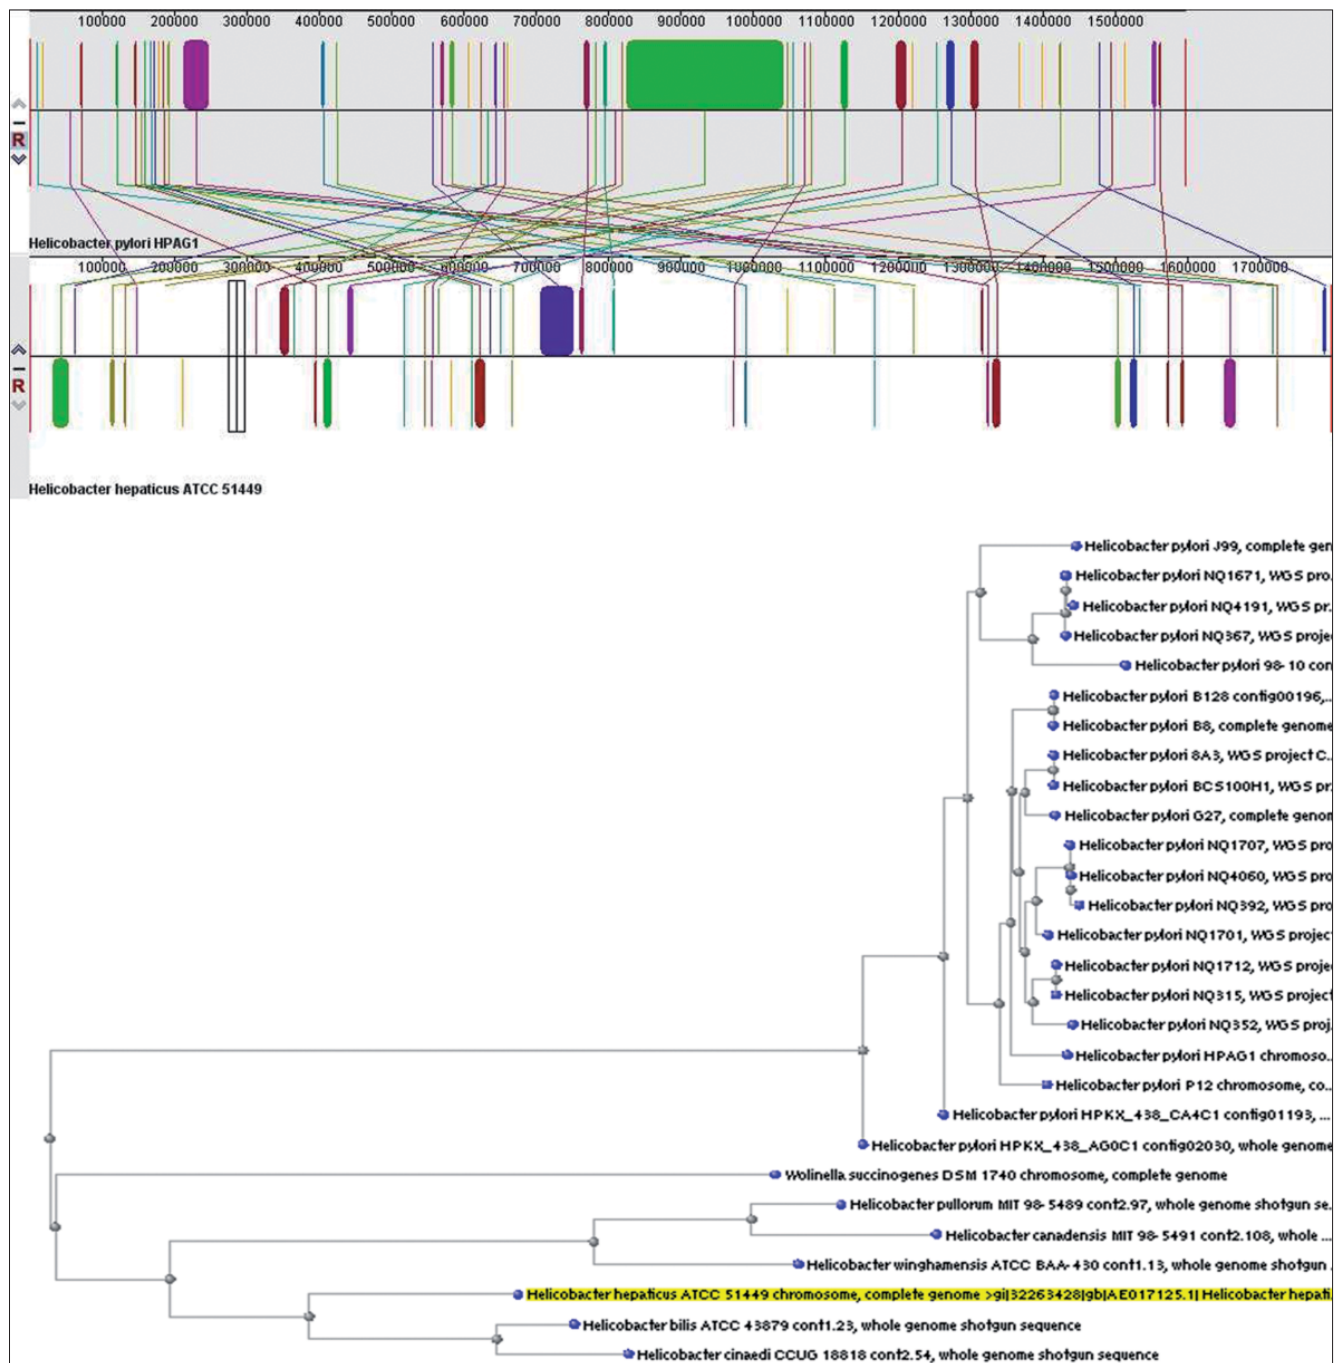 100000 200000 300000 400000 500000 600000 700000 800000 900000 1000000 1100000 1200000 1300000 1400000 1500000
R
Helicobacter pylori HPAG1
100000 200000 300000 400000 500000 600000 700000 800000 900000 1000000 1100000 1200000 1300000 1400000 1500000 1600000 1700000
R
Helicobacter hepaticus ATCC 51449
Helicobacter pylori J99, complete gen
Helicobacter pylori NQ1671, WGS pro.
Helicobacter pylori NQ4191, WGS pr.
Helicobacter pylori NQ367, WGS proje
Helicobacter pylori 98-10 con
Helicobacter pylori B128 contig00196,..
Helicobacter pylori B8, complete genome
Helicobacter pylori 8A3, WGS project C..
Helicobacter pylori BCS100H1, WGS pr.
Helicobacter pylori G27, complete genom
Helicobacter pylori NQ1707, WGS pro
Helicobacter pylori NQ4060, WGS pro
Helicobacter pylori NQ392, WGS pro
Helicobacter pylori NQ1701, WGS project
Helicobacter pylori NQ1712, WGS proje
Helicobacter pylori NQ315, WGS project
Helicobacter pylori NQ352, WGS proj.
Helicobacter pylori HPAG1 chromoso..
Helicobacter pylori P12 chromosome, co..
Helicobacter pylori HPKX_438_CA4C1 contig01193, ...
Helicobacter pylori HPKX_438_AG0C1 contig02030, whole genome
Wolinella succinogenes DSM 1740 chromosome, complete genome
Helicobacter pullorum MIT 98-5489 cont2.97, whole genome shotgun se.
Helicobacter canadensis MIT 98-5491 cont2.108, whole ...
Helicobacter winghamensis ATCC BAA-430 cont1.13, whole genome shotgun .
Helicobacter hepaticus ATCC 51449 chromosome, complete genome >gi|32263428|gb|AE017125.1| Helicobacter hepati.
Helicobacter bilis ATCC 43879 cont1.23, whole genome shotgun sequence
Helicobacter cinaedi CCUG 18818 cont2.54, whole genome shotgun sequence